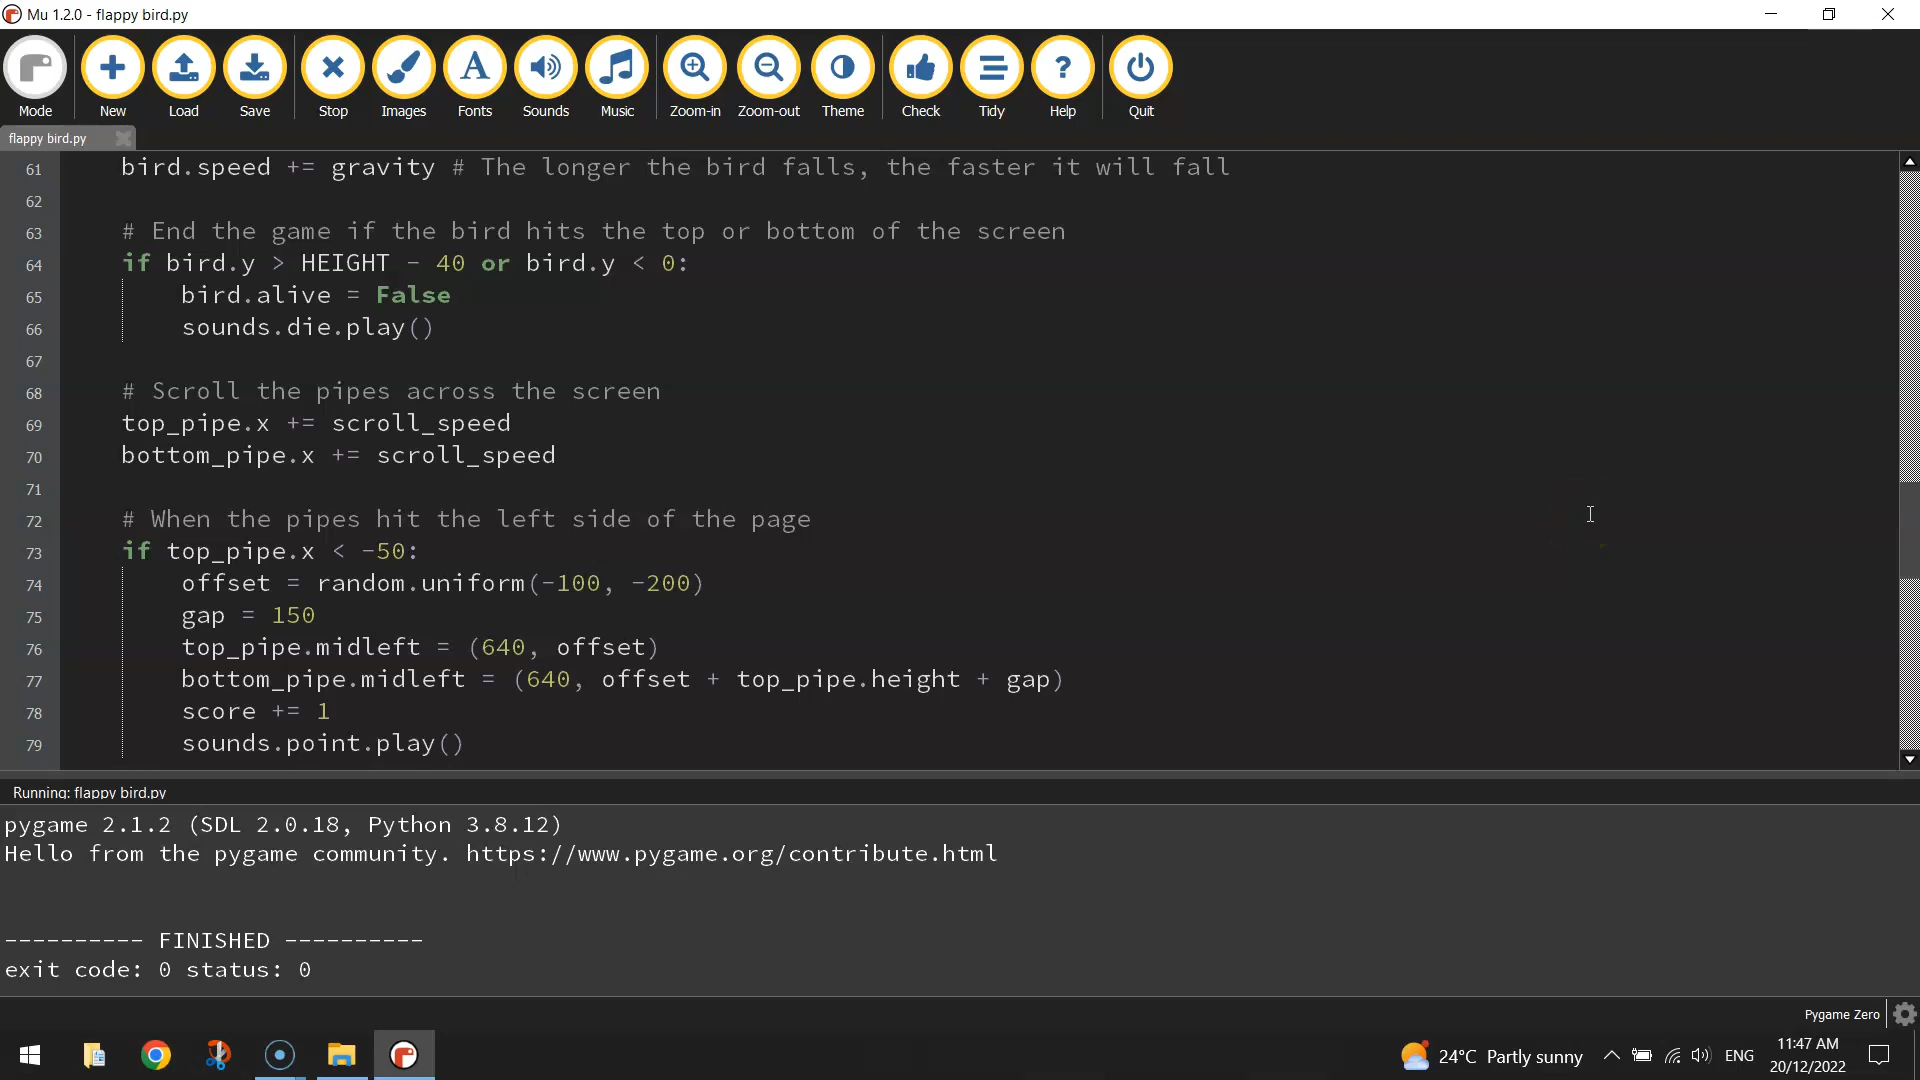 Mu 1.2.0 - flappy bird.py
Mode New Load Save Stop Images Fonts Sounds Music Zoom-in Zoom-out Theme Check Tidy Help Quit
flappy bird.py
61 bird.speed += gravity # The longer the bird falls, the faster it will fall
62
63 # End the game if the bird hits the top or bottom of the screen
64 if bird.y > HEIGHT - 40 or bird.y < 0:
65 bird.alive = False
66 sounds.die.play()
67
68 # Scroll the pipes across the screen
69 top_pipe.x += scroll_speed
70 bottom_pipe.x += scroll_speed
71
72 # When the pipes hit the left side of the page
73 if top_pipe.x < -50:
74 offset = random.uniform(-100, -200)
75 gap = 150
76 top_pipe.midleft = (640, offset)
77 bottom_pipe.midleft = (640, offset + top_pipe.height + gap)
78 score += 1
79 sounds.point.play()
Running: flappy bird.py
pygame 2.1.2 (SDL 2.0.18, Python 3.8.12)
Hello from the pygame community. https://www.pygame.org/contribute.html
---------- FINISHED ----------
exit code: 0 status: 0
Pygame Zero
24°C Partly sunny ENG 11:47 AM
20/12/2022